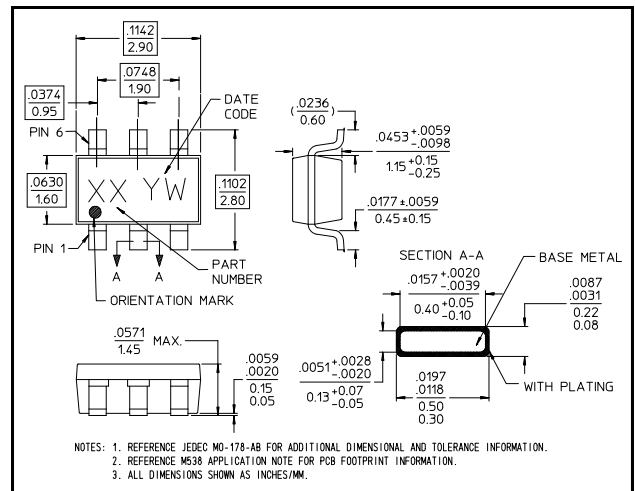 .1142
2.90
.0748
1.90
.0374
0.95
DATE
CODE
PIN 6
(.0236
0.60)
.0453 +.0059
-.0098
1.15 +0.15
-0.25
.0630
1.60
XX YW
.1102
2.80
.0177 ±.0059
0.45 ±0.15
PIN 1
A A
PART
NUMBER
ORIENTATION MARK
SECTION A-A
BASE METAL
.0157 +.0020
-.0039
0.40 +0.05
-0.10
.0087
.0031
0.22
0.08
.0571
1.45 MAX.
.0059
.0020
0.15
0.05
.0051 +.0028
-.0020
0.13 +0.07
-0.05
.0197
.0118
0.50
0.30
WITH PLATING
NOTES: 1. REFERENCE JEDEC MO-178-AB FOR ADDITIONAL DIMENSIONAL AND TOLERANCE INFORMATION.
2. REFERENCE M538 APPLICATION NOTE FOR PCB FOOTPRINT INFORMATION.
3. ALL DIMENSIONS SHOWN AS INCHES/MM.